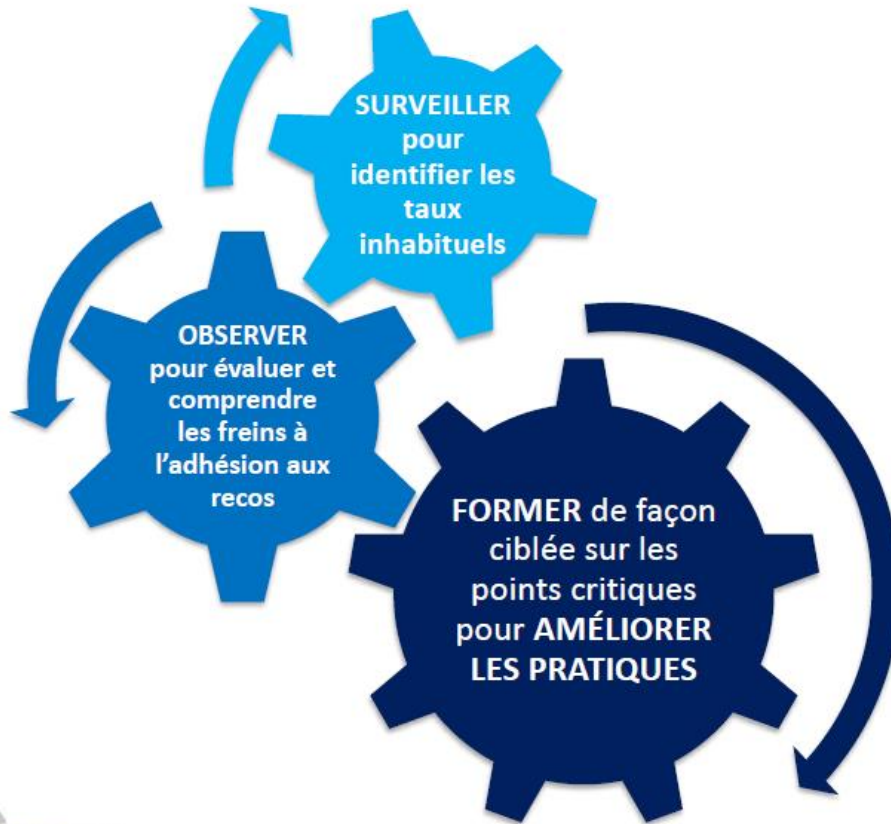 SURVEILLER
pour
identifier les
taux
inhabituels
OBSERVER
pour évaluer et
comprendre
les freins à
l’adhésion aux
recos
FORMER de façon
ciblée sur les
points critiques
pour AMÉLIORER
LES PRATIQUES